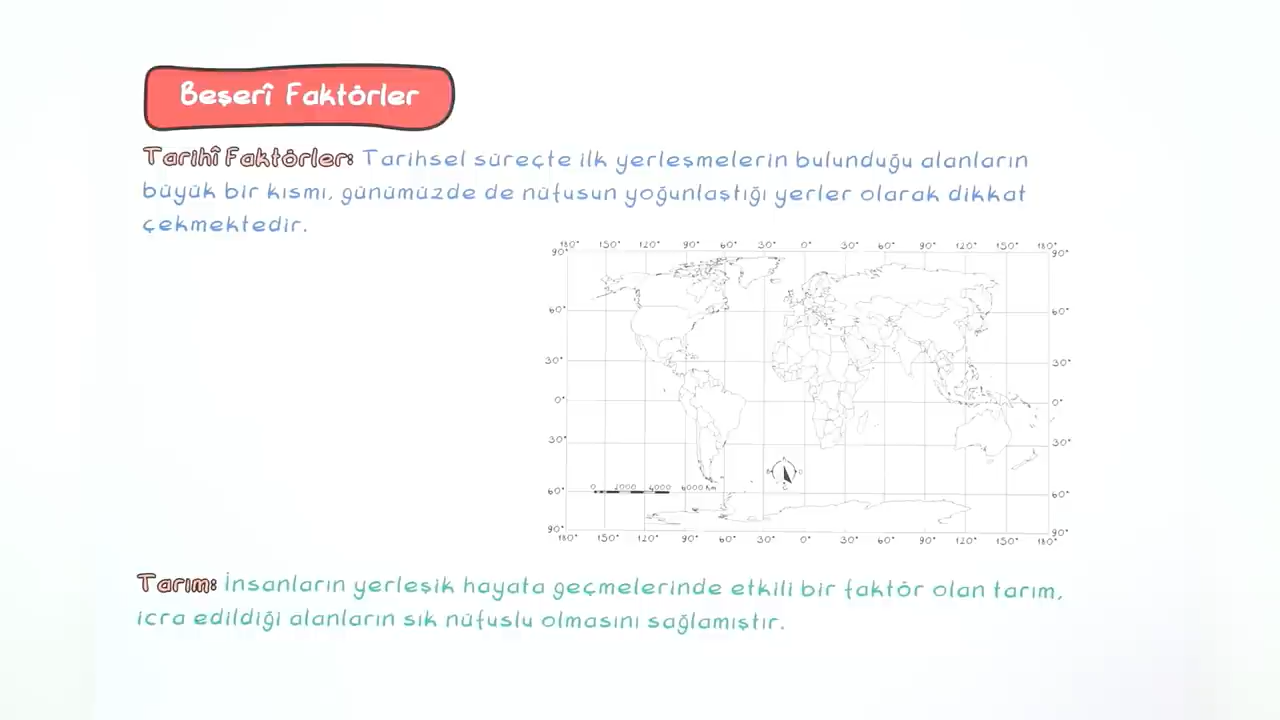 Beşerî Faktörler
Tarihî Faktörler: Tarihsel süreçte ilk yerleşmelerin bulunduğu alanların
büyük bir kısmı, günümüzde de nüfusun yoğunlaştığı yerler olarak dikkat
çekmektedir.
180° 150° 120° 90° 60° 30° 0° 30° 60° 90° 120° 150° 180°
90° 90°
60° 60°
30° 30°
0° 0°
30° 30°
0 2000 4000 6000 Km
60° 60°
90° 90°
180° 150° 120° 90° 60° 30° 0° 30° 60° 90° 120° 150° 180°
Tarım: İnsanların yerleşik hayata geçmelerinde etkili bir faktör olan tarım,
icra edildiği alanların sık nüfuslu olmasını sağlamıştır.